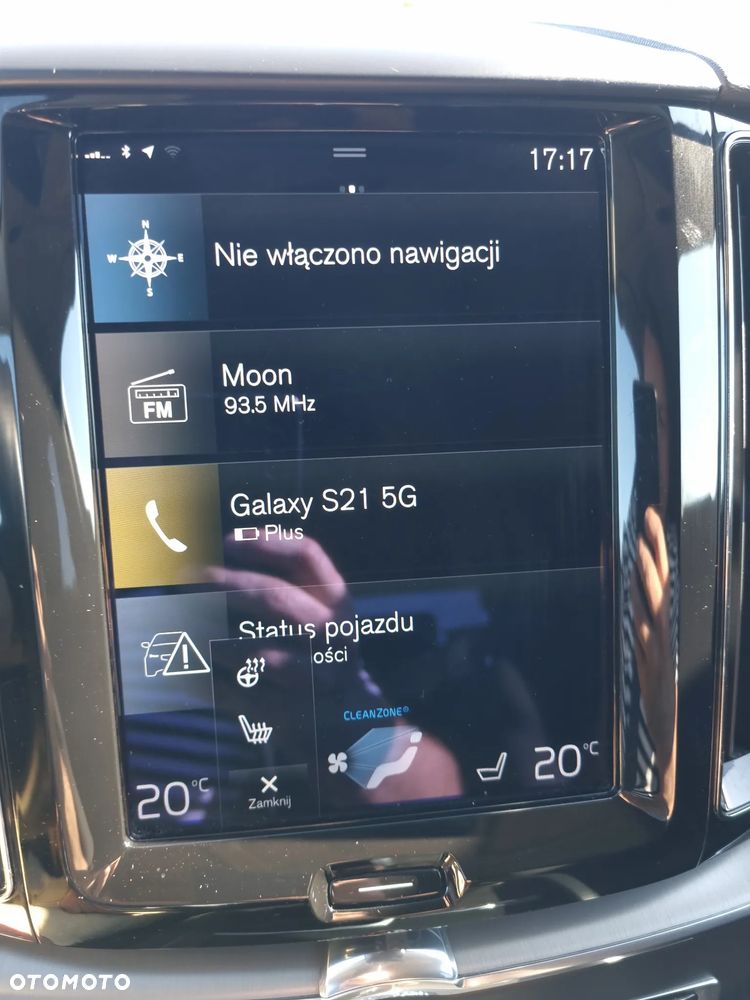 17:17
N
W E
S
Nie włączono nawigacji
Moon
FM
93.5 MHz
Galaxy S21 5G
Plus
Status pojazdu
CLEANZONE®
20°C
Zamknij
20°C
OTOMOTO